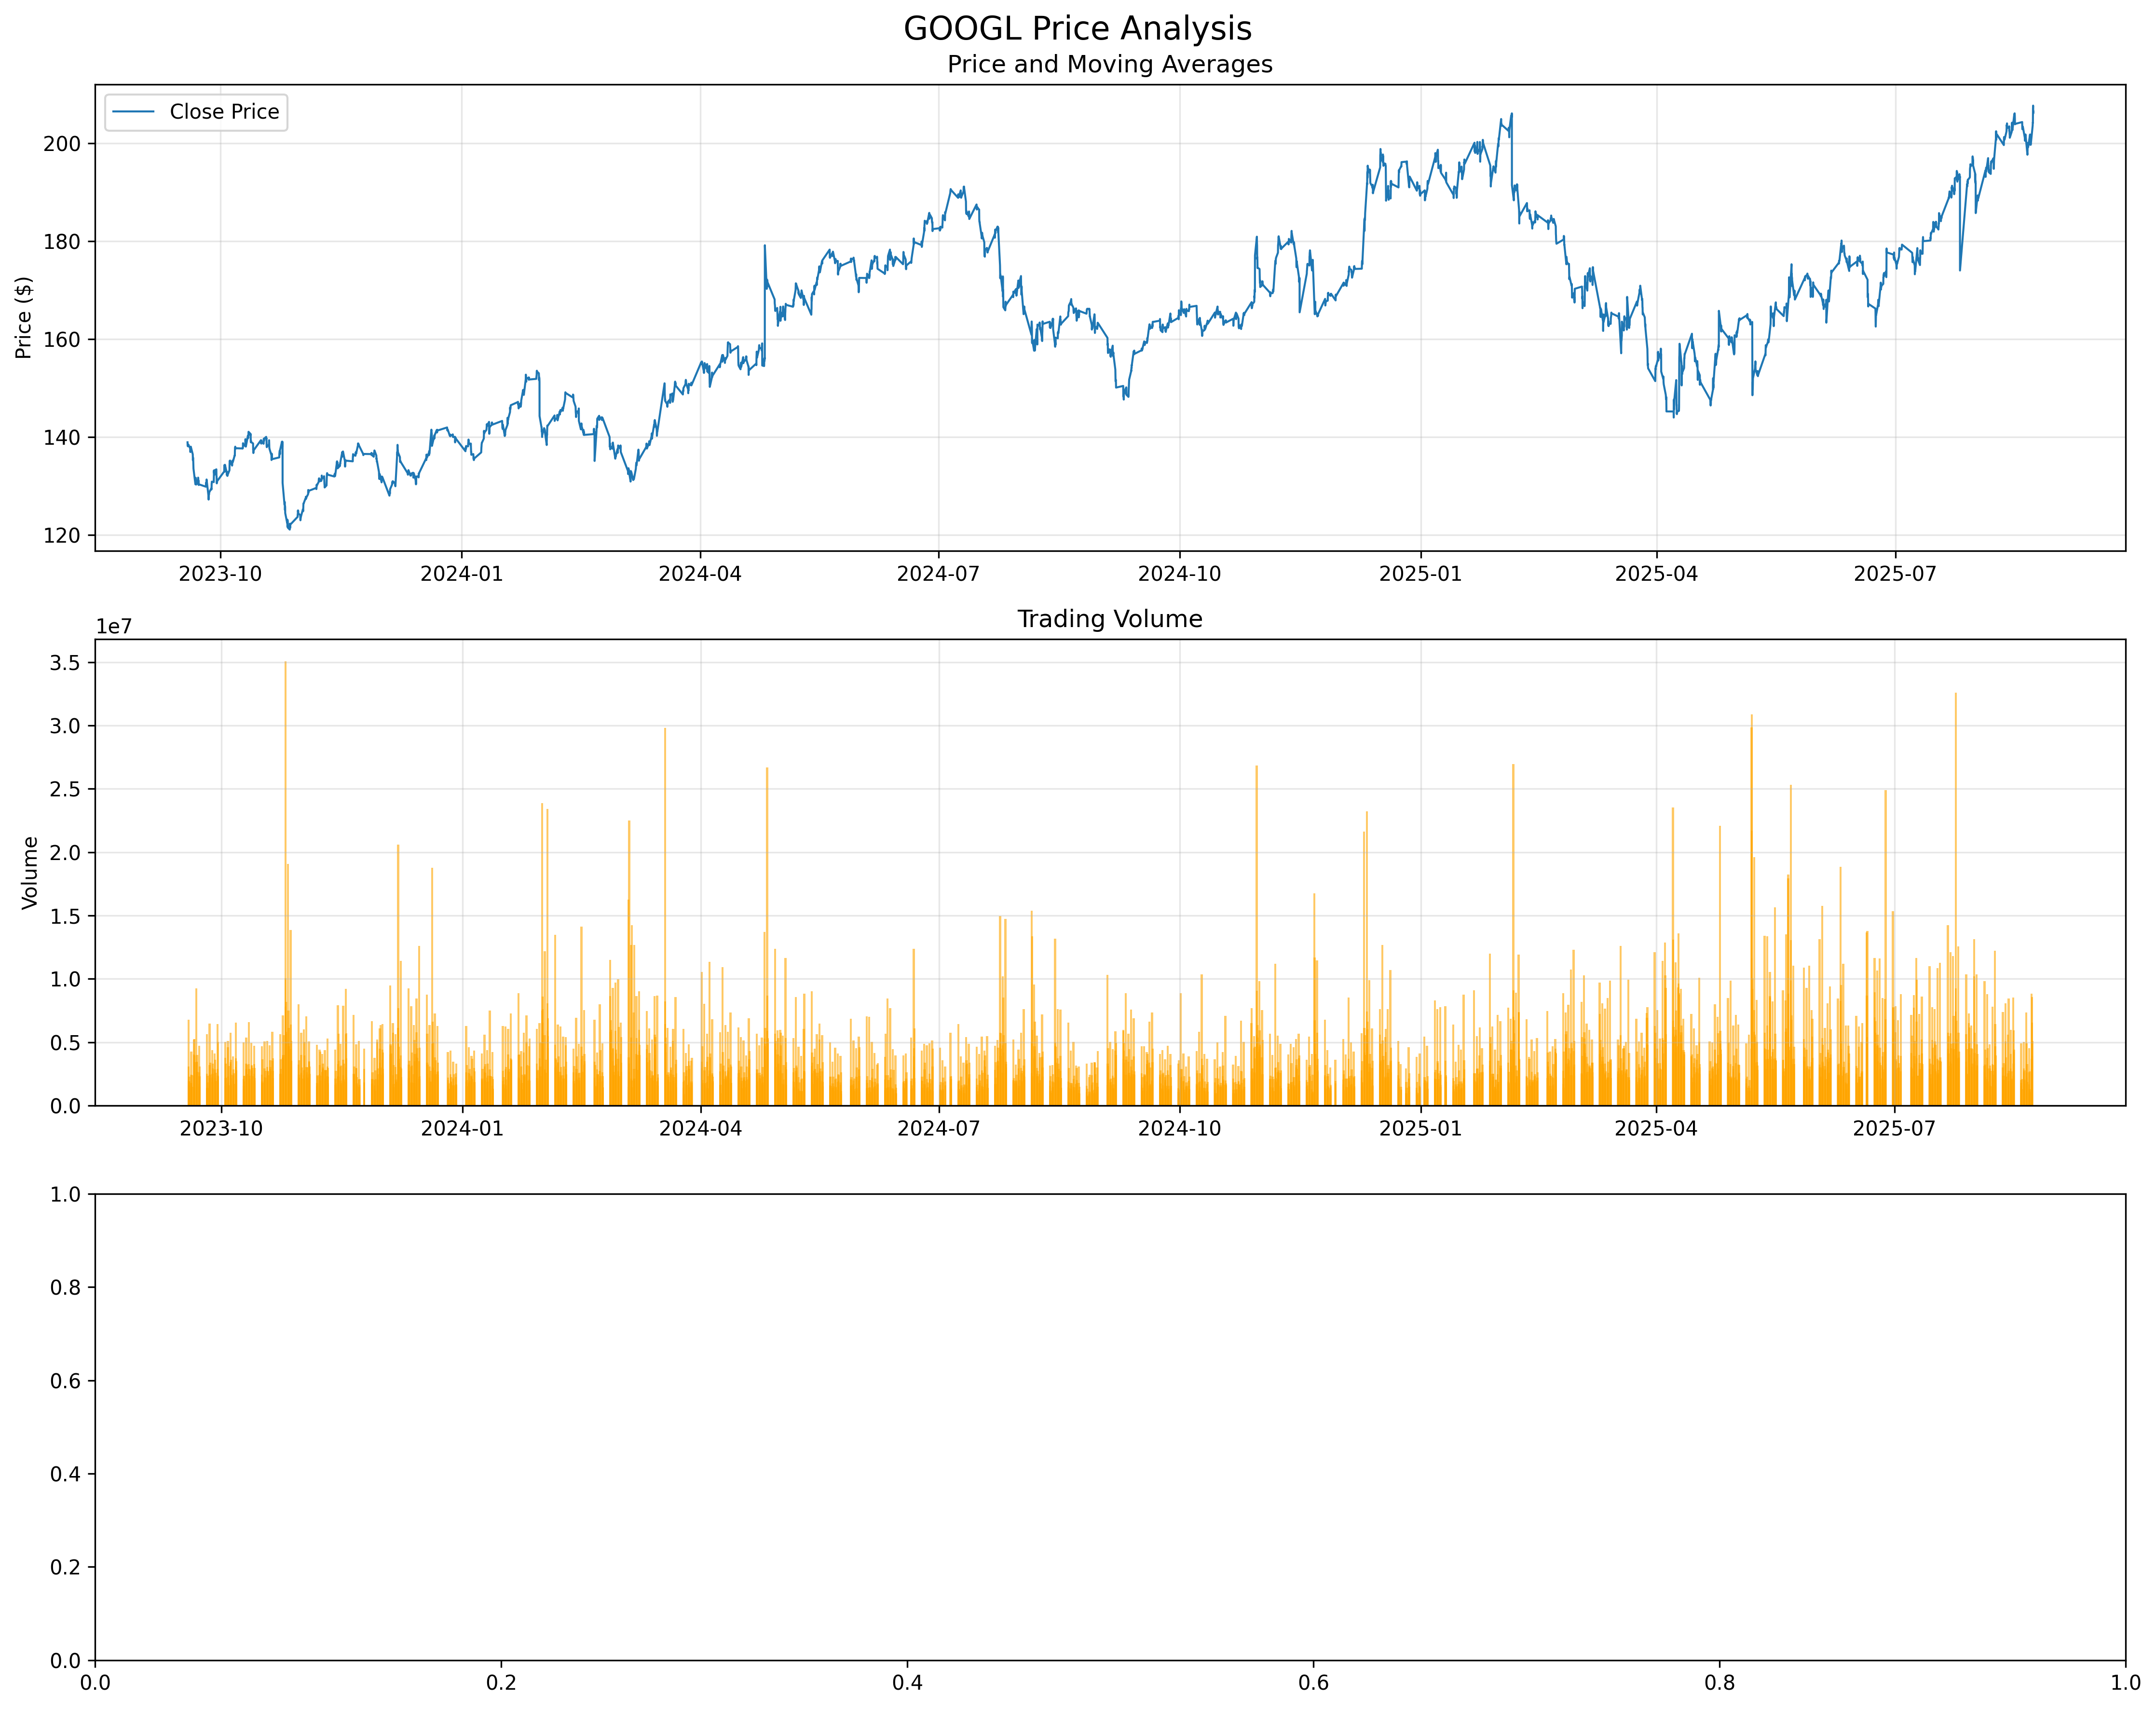 GOOGL Price Analysis
Price and Moving Averages
Close Price
Price ($)
200
180
160
140
120
2023-10 2024-01 2024-04 2024-07 2024-10 2025-01 2025-04 2025-07
Trading Volume
1e7
Volume
3.5
3.0
2.5
2.0
1.5
1.0
0.5
0.0
2023-10 2024-01 2024-04 2024-07 2024-10 2025-01 2025-04 2025-07
1.0
0.8
0.6
0.4
0.2
0.0
0.0 0.2 0.4 0.6 0.8 1.0